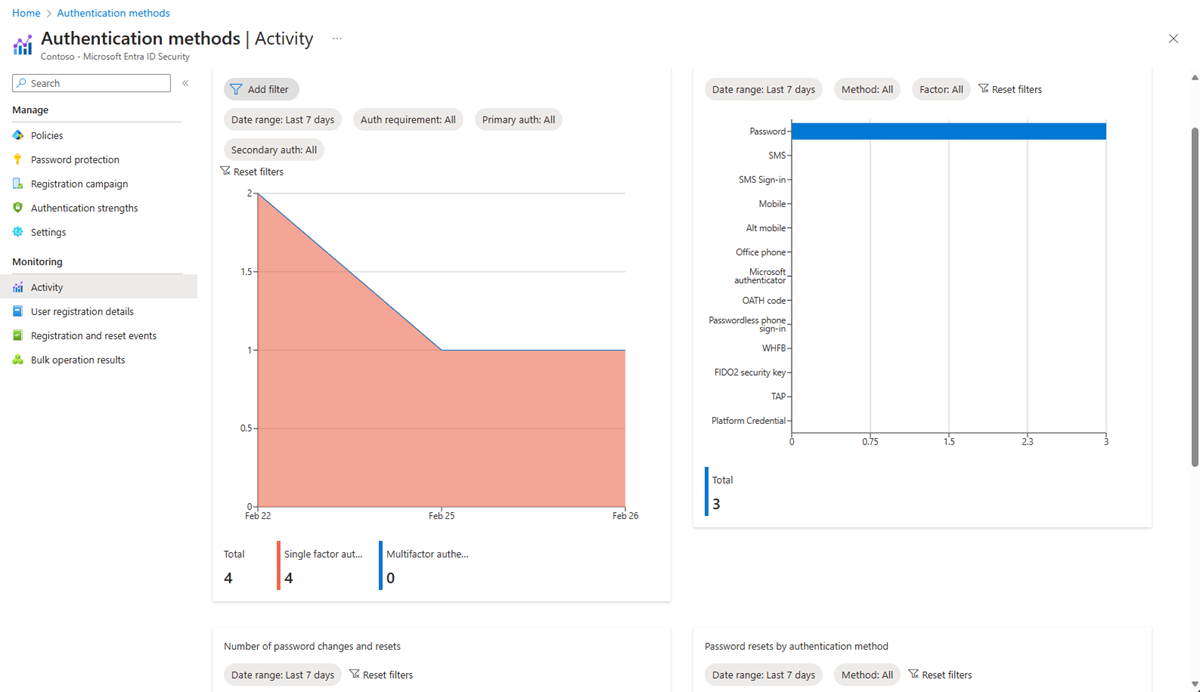 Home > Authentication methods
Authentication methods | Activity ...
Contoso - Microsoft Entra ID Security
Search
«
Manage
Policies
Password protection
Registration campaign
Authentication strengths
Settings
Monitoring
Activity
User registration details
Registration and reset events
Bulk operation results
Add filter
Date range: Last 7 days
Auth requirement: All
Primary auth: All
Secondary auth: All
Reset filters
2
1.5
1
0.5
0
Feb 22
Feb 25
Feb 26
Total
4
Single factor aut...
4
Multifactor authe...
0
Date range: Last 7 days
Method: All
Factor: All
Reset filters
Password
SMS
SMS Sign-in
Mobile
Alt mobile
Office phone
Microsoft
authenticator
OATH code
Passwordless phone
sign-in
WHFB
FIDO2 security key
TAP
Platform Credential
0
0.75
1.5
2.3
3
Total
3
Number of password changes and resets
Date range: Last 7 days
Reset filters
Password resets by authentication method
Date range: Last 7 days
Method: All
Reset filters